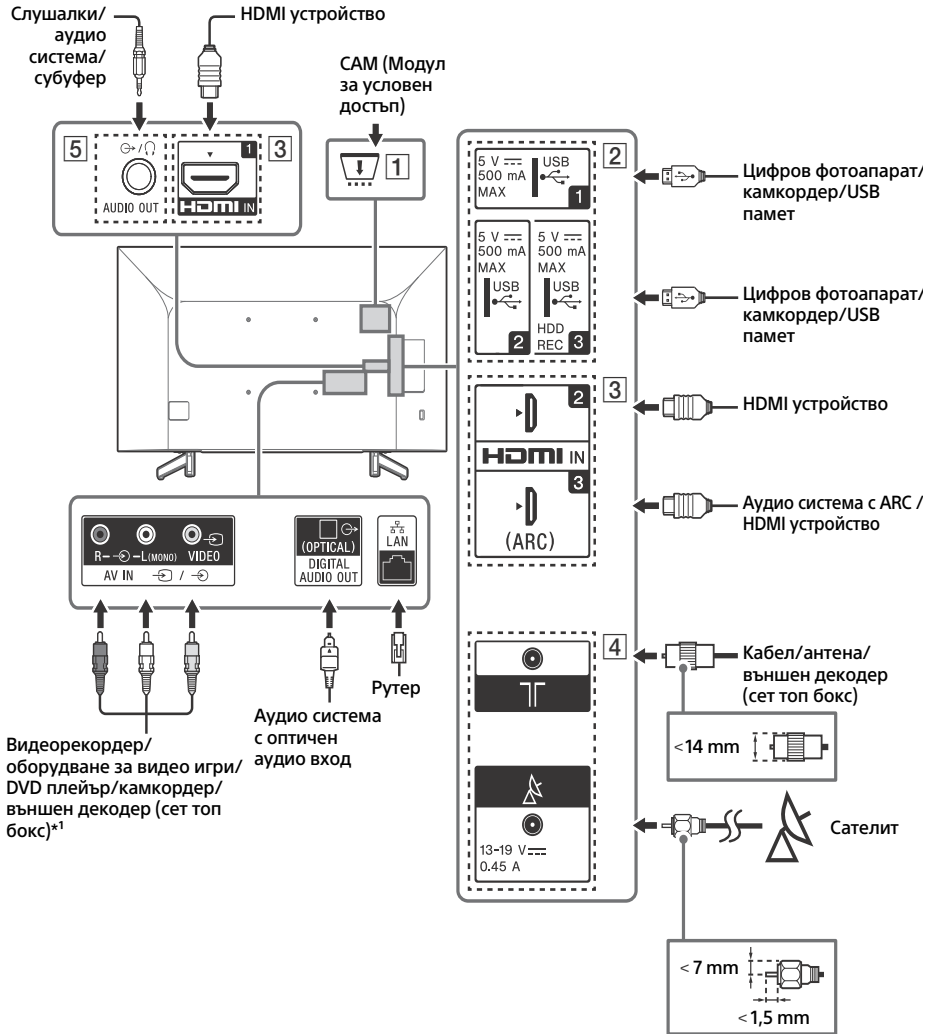 Слушалки/
аудио
система/
субуфер
HDMI устройство
CAM (Модул
за условен
достъп)
5
AUDIO OUT
1
3
HDMI IN
1
2
5 V
500 mA
MAX
USB
1
Цифров фотоапарат/
камкордер/USB
памет
5 V
500 mA
MAX
USB
2
5 V
500 mA
MAX
USB
HDD
REC 3
Цифров фотоапарат/
камкордер/USB
памет
3
2
HDMI IN
3
(ARC)
HDMI устройство
Аудио система с ARC /
HDMI устройство
R- -L(MONO) VIDEO
AV IN /
(OPTICAL)
DIGITAL
AUDIO OUT
LAN
Рутер
Аудио система
с оптичен
аудио вход
Видеорекордер/
оборудване за видео игри/
DVD плейър/камкордер/
външен декодер (сет топ
бокс)*1
4
Кабел/антена/
външен декодер
(сет топ бокс)
<14 mm
13-19 V
0.45 A
Сателит
<7 mm
<1,5 mm